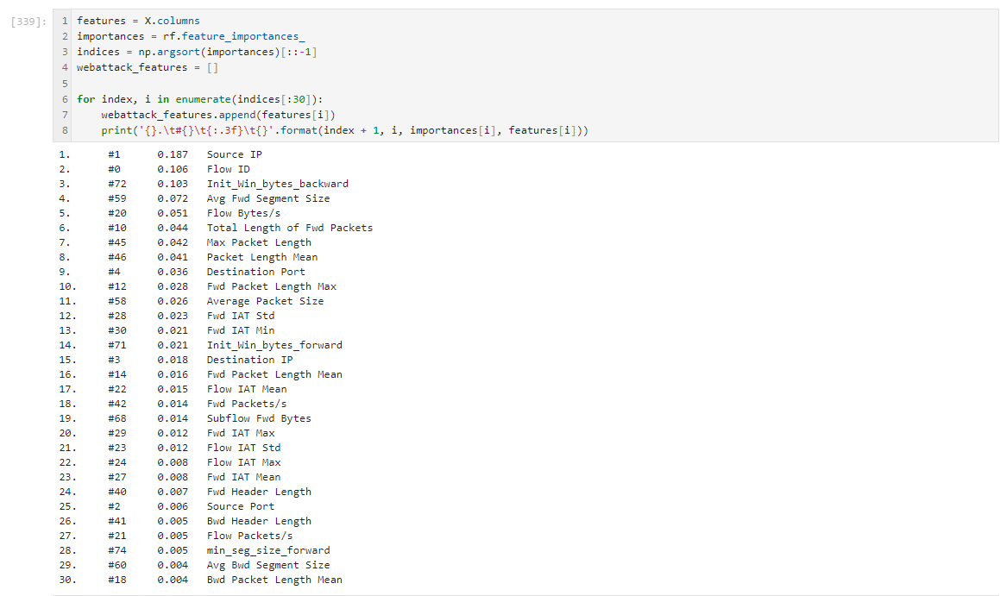 [339]:
1 features = X.columns
2 importances = rf.feature_importances_
3 indices = np.argsort(importances)[::-1]
4 webattack_features = []
5
6 for index, i in enumerate(indices[:30]):
7     webattack_features.append(features[i])
8     print('{}.\t#{}\t{:.3f}\t{}'.format(index + 1, i, importances[i], features[i]))
1. #1 0.187 Source IP
2. #0 0.106 Flow ID
3. #72 0.103 Init_Win_bytes_backward
4. #59 0.072 Avg Fwd Segment Size
5. #20 0.051 Flow Bytes/s
6. #10 0.044 Total Length of Fwd Packets
7. #45 0.042 Max Packet Length
8. #46 0.041 Packet Length Mean
9. #4 0.036 Destination Port
10. #12 0.028 Fwd Packet Length Max
11. #58 0.026 Average Packet Size
12. #28 0.023 Fwd IAT Std
13. #30 0.021 Fwd IAT Min
14. #71 0.021 Init_Win_bytes_forward
15. #3 0.018 Destination IP
16. #14 0.016 Fwd Packet Length Mean
17. #22 0.015 Flow IAT Mean
18. #42 0.014 Fwd Packets/s
19. #68 0.014 Subflow Fwd Bytes
20. #29 0.012 Fwd IAT Max
21. #23 0.012 Flow IAT Std
22. #24 0.008 Flow IAT Max
23. #27 0.008 Fwd IAT Mean
24. #40 0.007 Fwd Header Length
25. #2 0.006 Source Port
26. #41 0.005 Bwd Header Length
27. #21 0.005 Flow Packets/s
28. #74 0.005 min_seg_size_forward
29. #60 0.004 Avg Bwd Segment Size
30. #18 0.004 Bwd Packet Length Mean